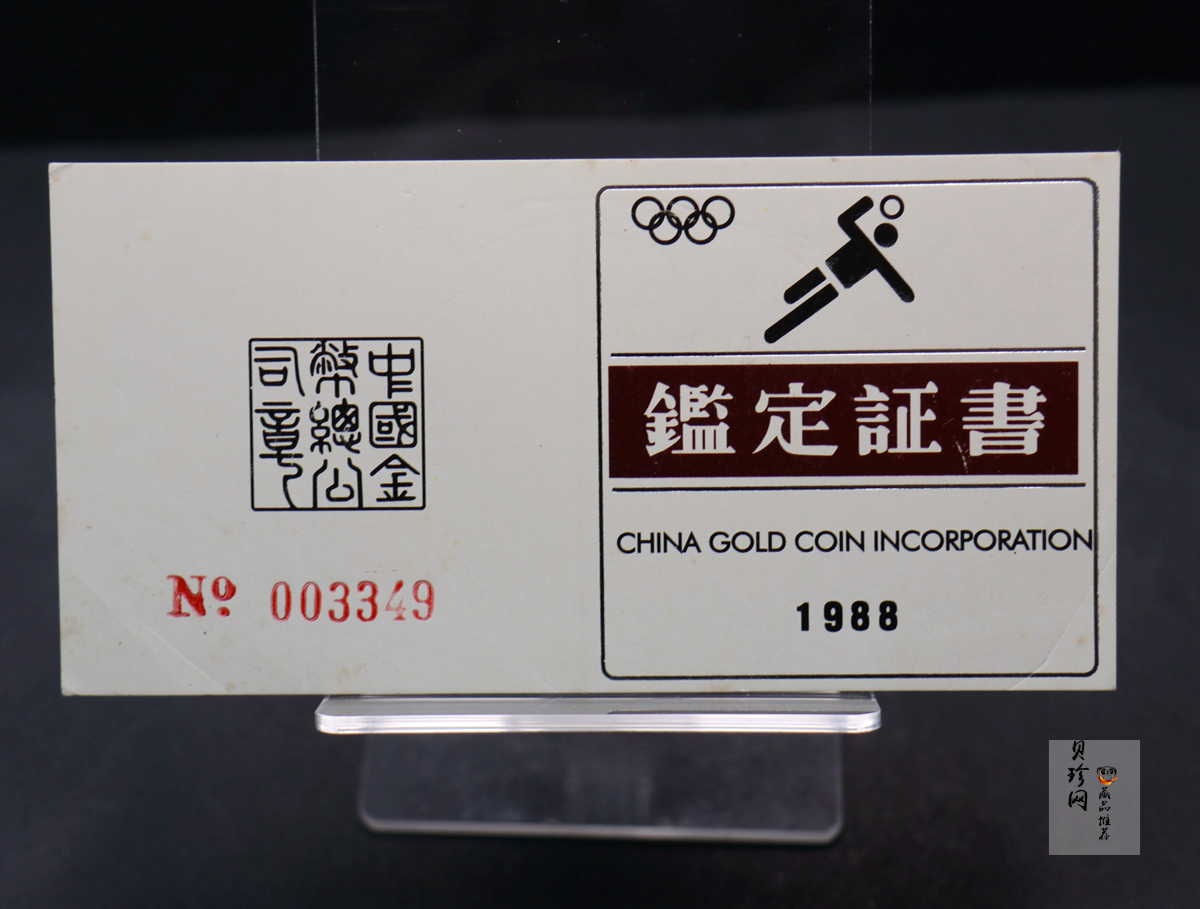 中國金
幣總公
司章
Nº 003349
鑑定証書
CHINA GOLD COIN INCORPORATION
1988
贝珍网
藏品推荐